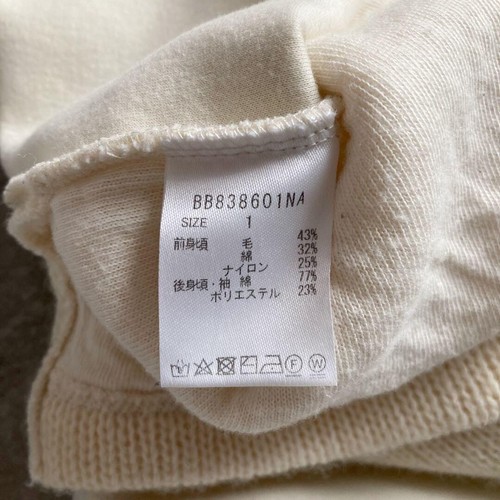 BB838601NA
SIZE 1
前身頃 毛 43%
綿 32%
ナイロン 25%
後身頃・袖 綿 77%
ポリエステル 23%
F W